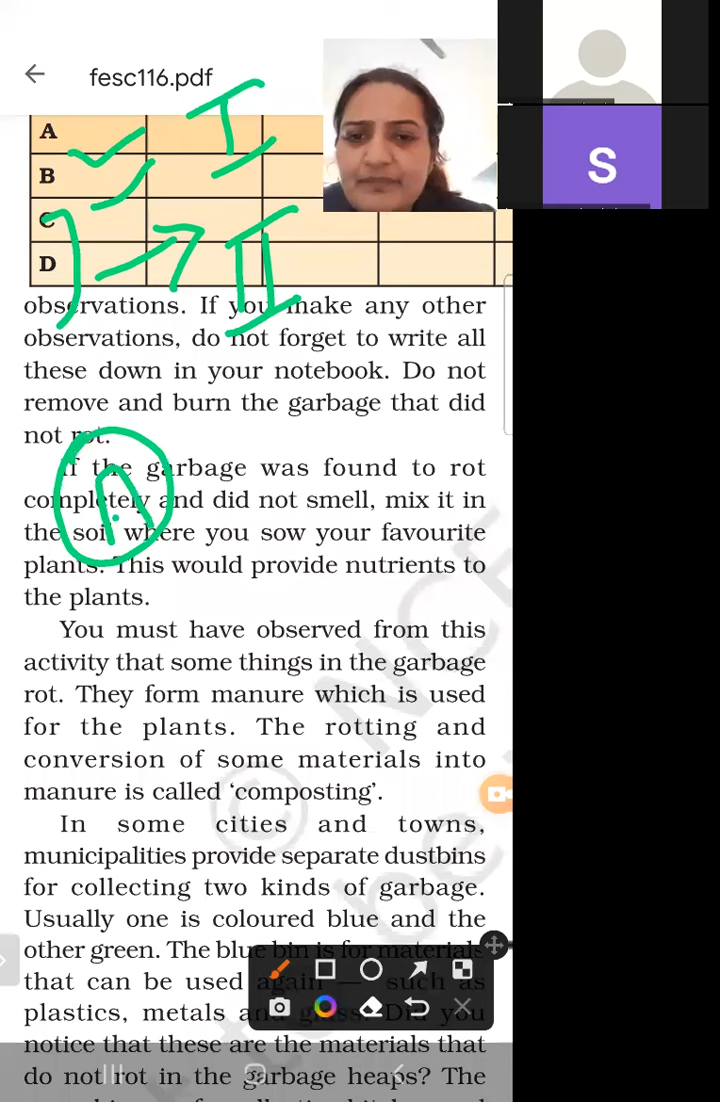 fesc116.pdf
S
A
I
B
C
II
D
observations. If you make any other
observations, do not forget to write all
these down in your notebook. Do not
remove and burn the garbage that did
not rot.
If the garbage was found to rot
completely and did not smell, mix it in
the soil where you sow your favourite
plants. This would provide nutrients to
the plants.
You must have observed from this
activity that some things in the garbage
rot. They form manure which is used
for the plants. The rotting and
conversion of some materials into
manure is called ‘composting’.
In some cities and towns,
municipalities provide separate dustbins
for collecting two kinds of garbage.
Usually one is coloured blue and the
other green. The blue bin is for materials
that can be used again — such as
plastics, metals and glass. Did you
notice that these are the materials that
do not rot in the garbage heaps? The